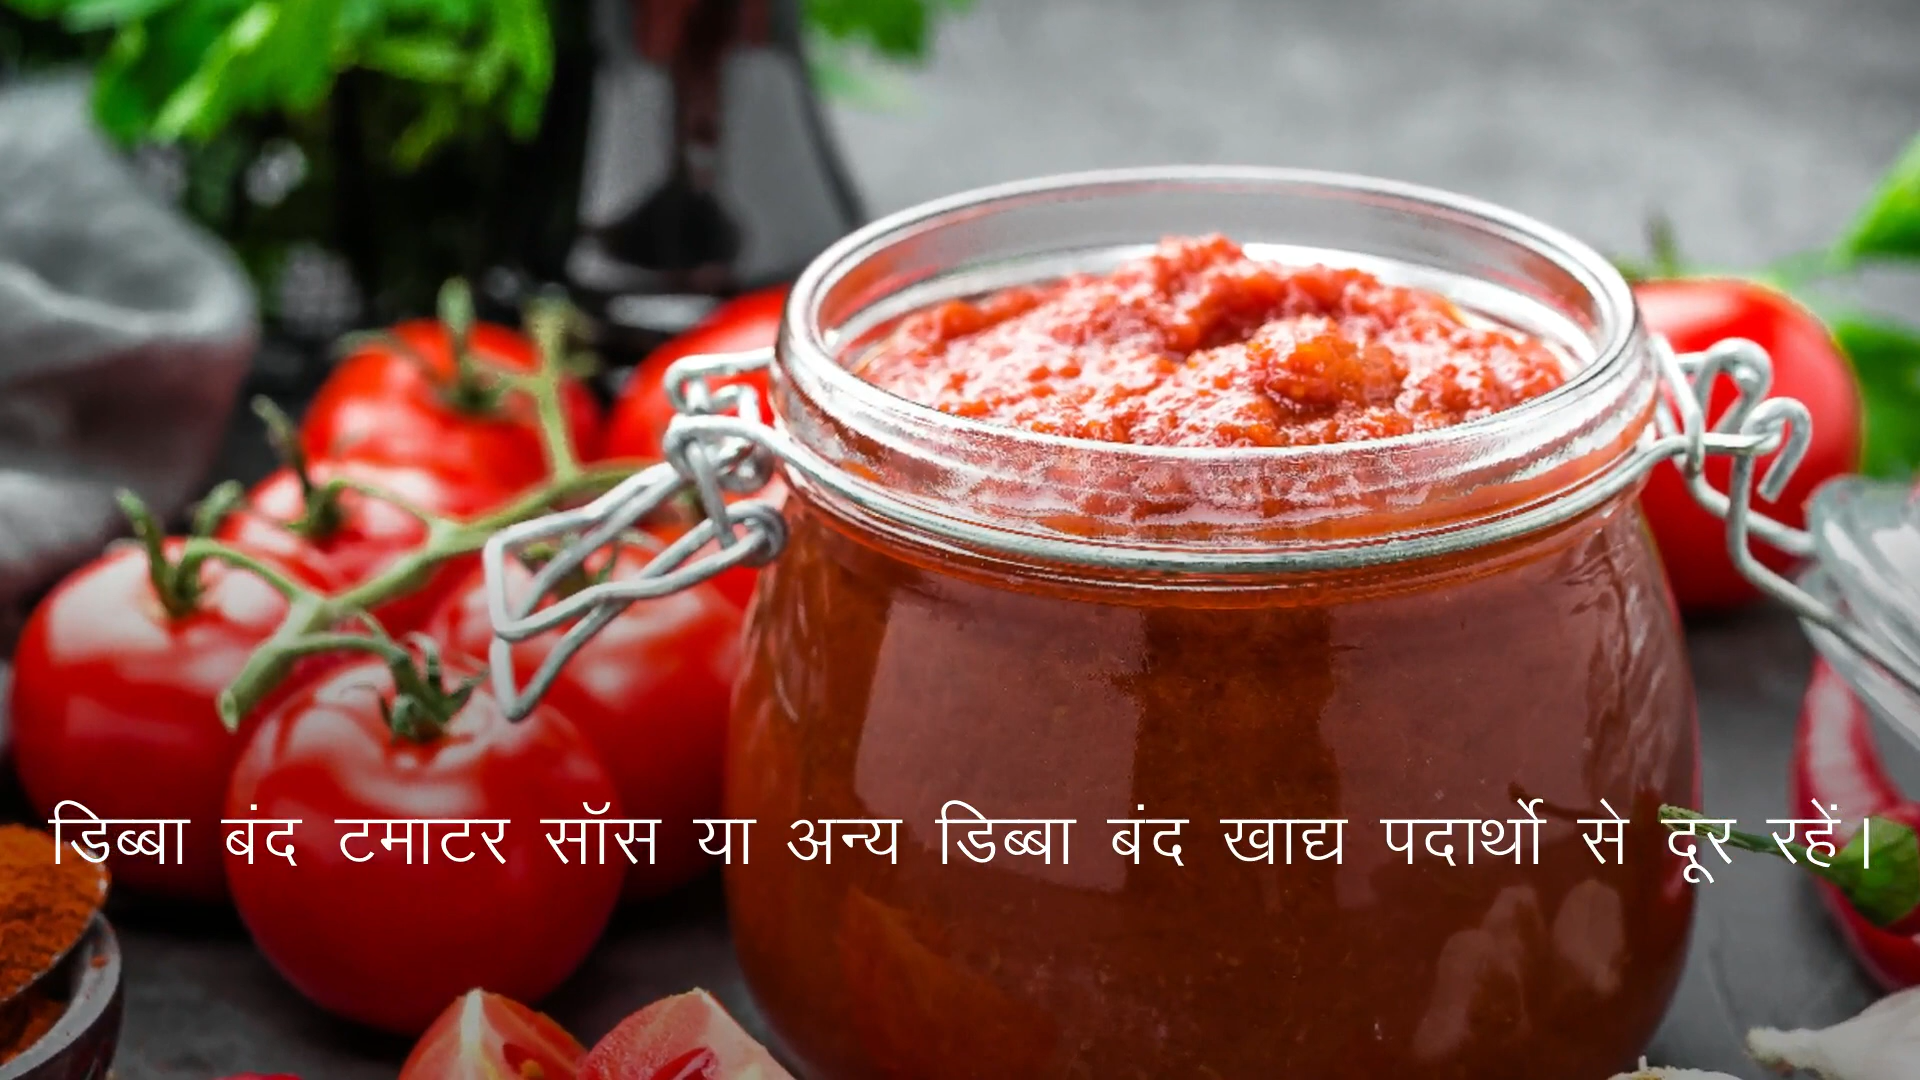 डिब्बा बंद टमाटर सॉस या अन्य डिब्बा बंद खाद्य पदार्थो से दूर रहें।